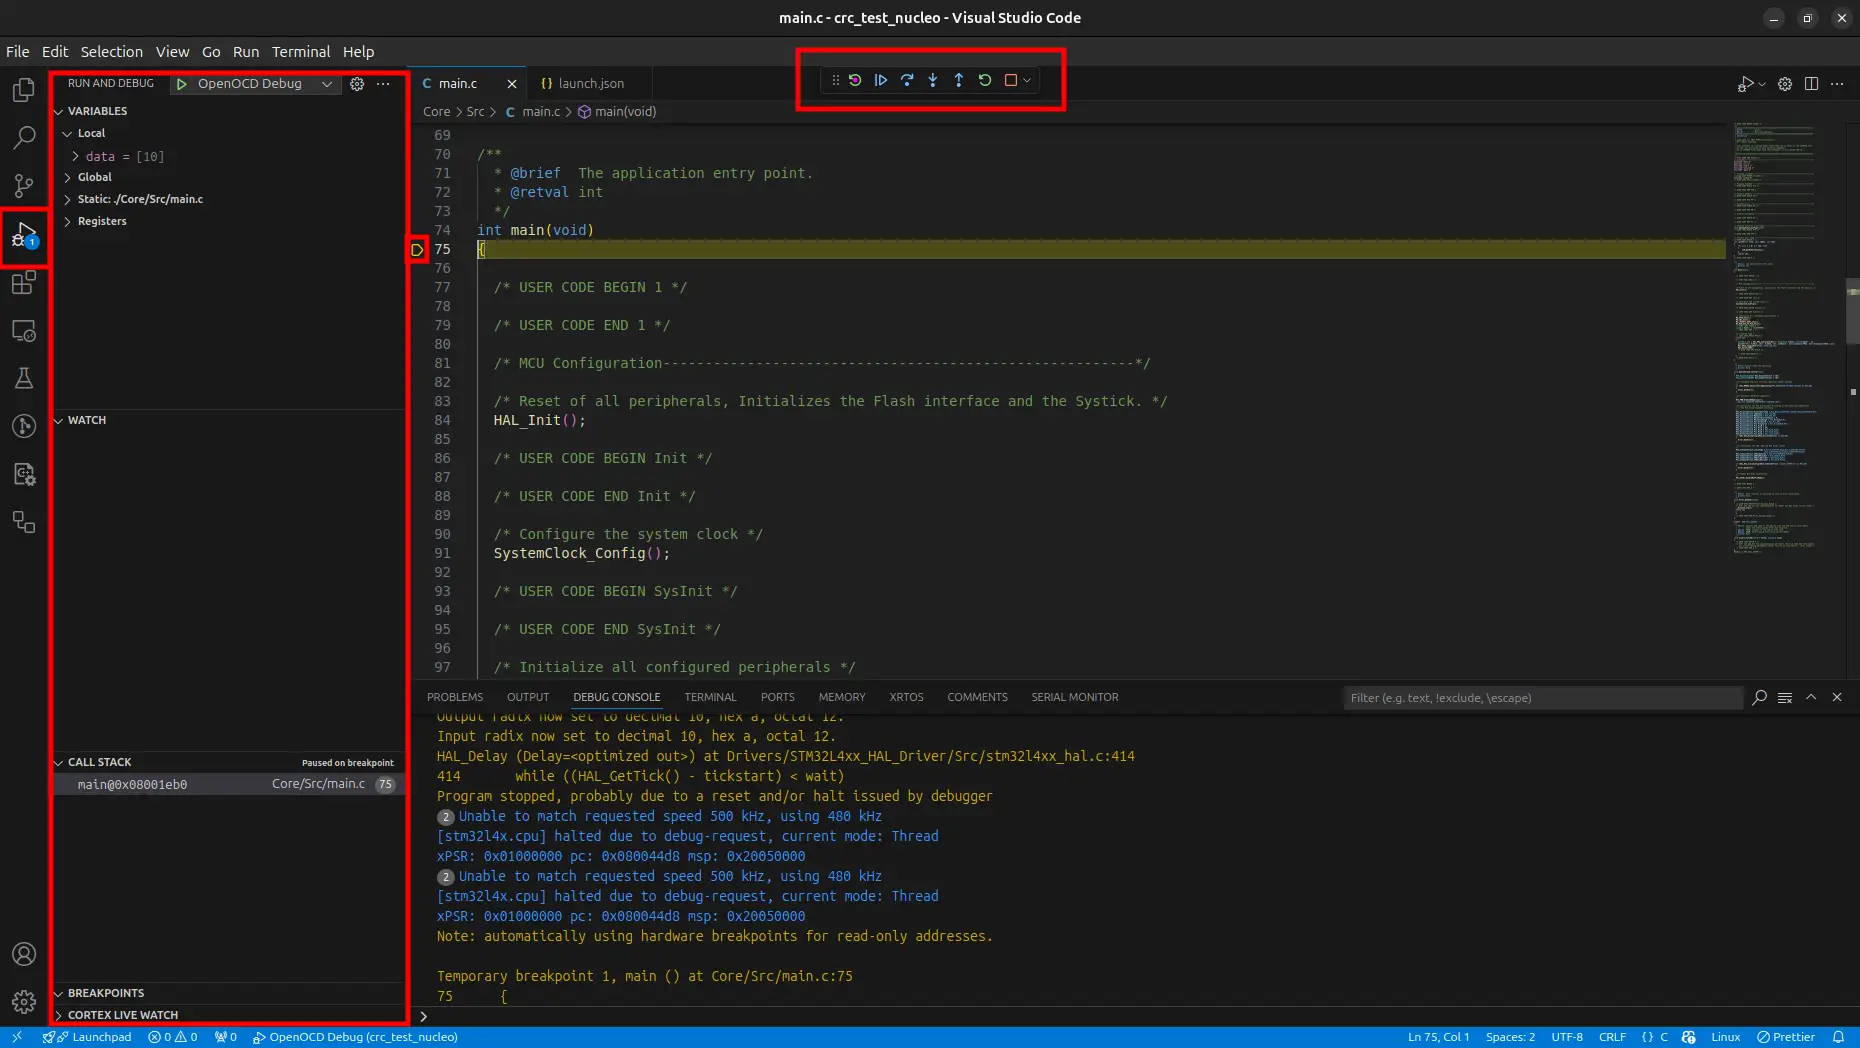 main.c - crc_test_nucleo - Visual Studio Code
File Edit Selection View Go Run Terminal Help
RUN AND DEBUG OpenOCD Debug
VARIABLES
Local
data = [10]
Global
Static: ./Core/Src/main.c
Registers
1
WATCH
CALL STACK Paused on breakpoint
main@0x08001eb0 Core/Src/main.c 75
BREAKPOINTS
CORTEX LIVE WATCH
C main.c {} launch.json
Core > Src > C main.c > main(void)
69
70 /**
71 * @brief  The application entry point.
72 * @retval int
73 */
74 int main(void)
75 {
76
77 /* USER CODE BEGIN 1 */
78
79 /* USER CODE END 1 */
80
81 /* MCU Configuration--------------------------------------------------------*/
82
83 /* Reset of all peripherals, Initializes the Flash interface and the Systick. */
84 HAL_Init();
85
86 /* USER CODE BEGIN Init */
87
88 /* USER CODE END Init */
89
90 /* Configure the system clock */
91 SystemClock_Config();
92
93 /* USER CODE BEGIN SysInit */
94
95 /* USER CODE END SysInit */
96
97 /* Initialize all configured peripherals */
PROBLEMS OUTPUT DEBUG CONSOLE TERMINAL PORTS MEMORY XRTOS COMMENTS SERIAL MONITOR Filter (e.g. text, !exclude, \escape)
Output radix now set to decimal 10, hex a, octal 12.
Input radix now set to decimal 10, hex a, octal 12.
HAL_Delay (Delay=<optimized out>) at Drivers/STM32L4xx_HAL_Driver/Src/stm32l4xx_hal.c:414
414 while ((HAL_GetTick() - tickstart) < wait)
Program stopped, probably due to a reset and/or halt issued by debugger
2 Unable to match requested speed 500 kHz, using 480 kHz
[stm32l4x.cpu] halted due to debug-request, current mode: Thread
xPSR: 0x01000000 pc: 0x080044d8 msp: 0x20050000
2 Unable to match requested speed 500 kHz, using 480 kHz
[stm32l4x.cpu] halted due to debug-request, current mode: Thread
xPSR: 0x01000000 pc: 0x080044d8 msp: 0x20050000
Note: automatically using hardware breakpoints for read-only addresses.
Temporary breakpoint 1, main () at Core/Src/main.c:75
75 {
Launchpad 0 0 0 OpenOCD Debug (crc_test_nucleo) Ln 75, Col 1 Spaces: 2 UTF-8 CRLF {} C Linux Prettier